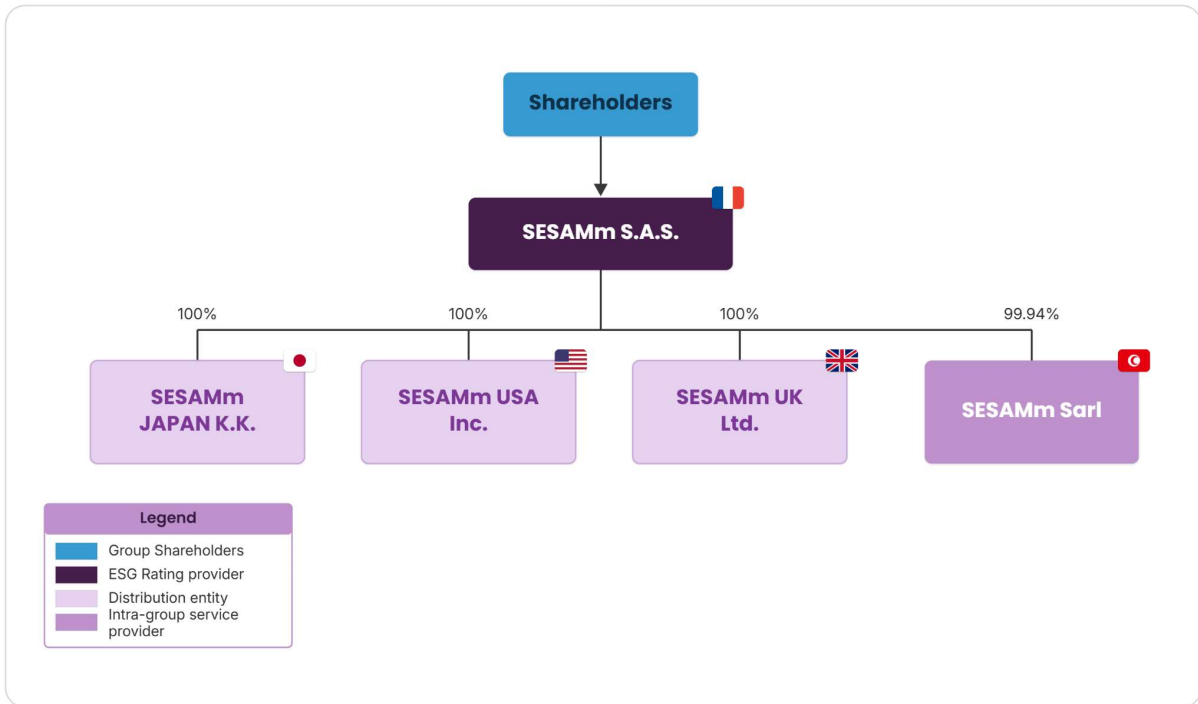 Shareholders
SESAMm S.A.S.
100%
100%
100%
99.94%
SESAMm
JAPAN K.K.
SESAMm USA
Inc.
SESAMm UK
Ltd.
SESAMm Sarl
Legend
Group Shareholders
ESG Rating provider
Distribution entity
Intra-group service
provider